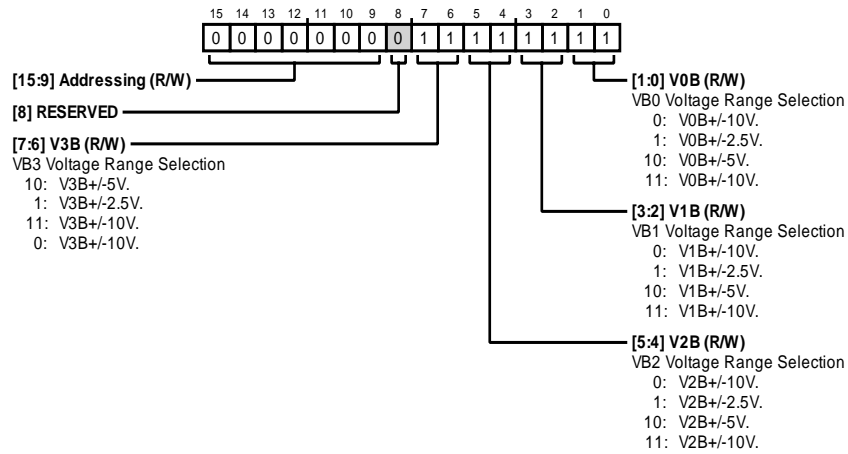 15 14 13 12 11 10 9 8 7 6 5 4 3 2 1 0
0 0 0 0 0 0 0 0 1 1 1 1 1 1 1 1
[15:9] Addressing (R/W)
[8] RESERVED
[7:6] V3B (R/W)
VB3 Voltage Range Selection
10: V3B+/-5V.
1: V3B+/-2.5V.
11: V3B+/-10V.
0: V3B+/-10V.
[1:0] V0B (R/W)
VB0 Voltage Range Selection
0: V0B+/-10V.
1: V0B+/-2.5V.
10: V0B+/-5V.
11: V0B+/-10V.
[3:2] V1B (R/W)
VB1 Voltage Range Selection
0: V1B+/-10V.
1: V1B+/-2.5V.
10: V1B+/-5V.
11: V1B+/-10V.
[5:4] V2B (R/W)
VB2 Voltage Range Selection
0: V2B+/-10V.
1: V2B+/-2.5V.
10: V2B+/-5V.
11: V2B+/-10V.